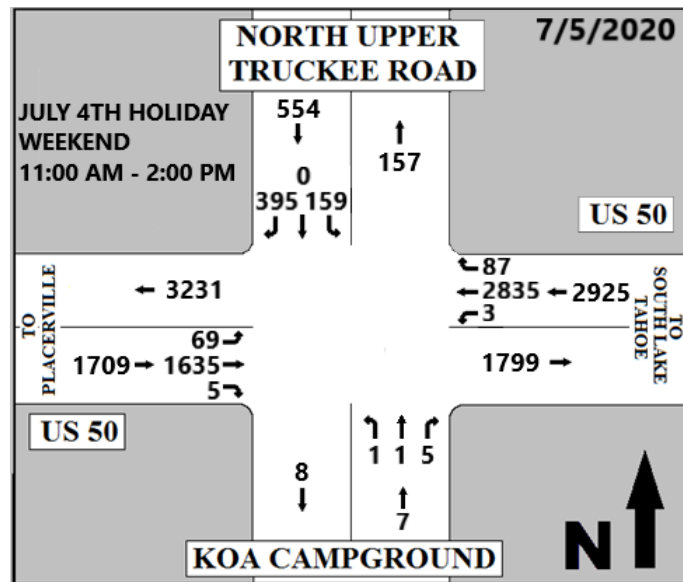 NORTH UPPER
TRUCKEE ROAD
7/5/2020
JULY 4TH HOLIDAY
WEEKEND
11:00 AM - 2:00 PM
554
157
0
395 159
US 50
TO
PLACERVILLE
3231
87
2835
2925
3
TO
SOUTH LAKE
TAHOE
69
1709
1635
5
1799
US 50
1
1
5
8
7
KOA CAMPGROUND
N